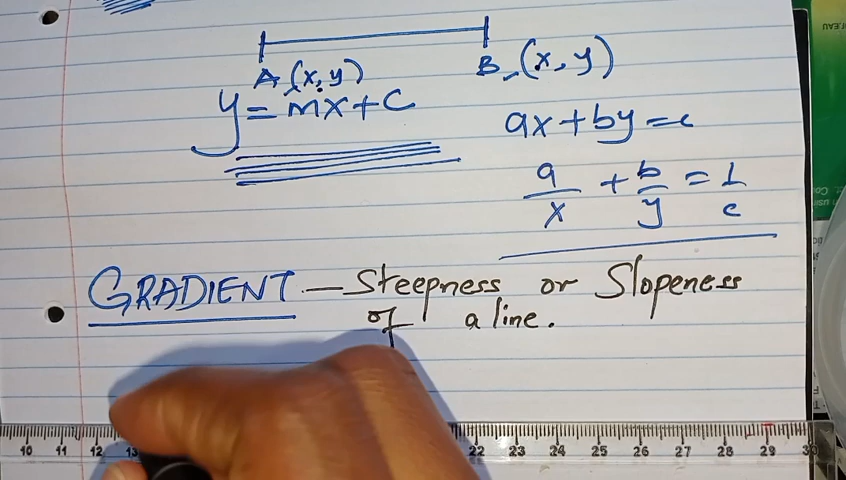 A (x, y)
B (x, y)
y = mx + c
ax + by = c
a/x + b/y = 1/c
GRADIENT — Steepness or Slopeness
of a line.
10 11 12 13 22 23 24 25 26 27 28 29 30